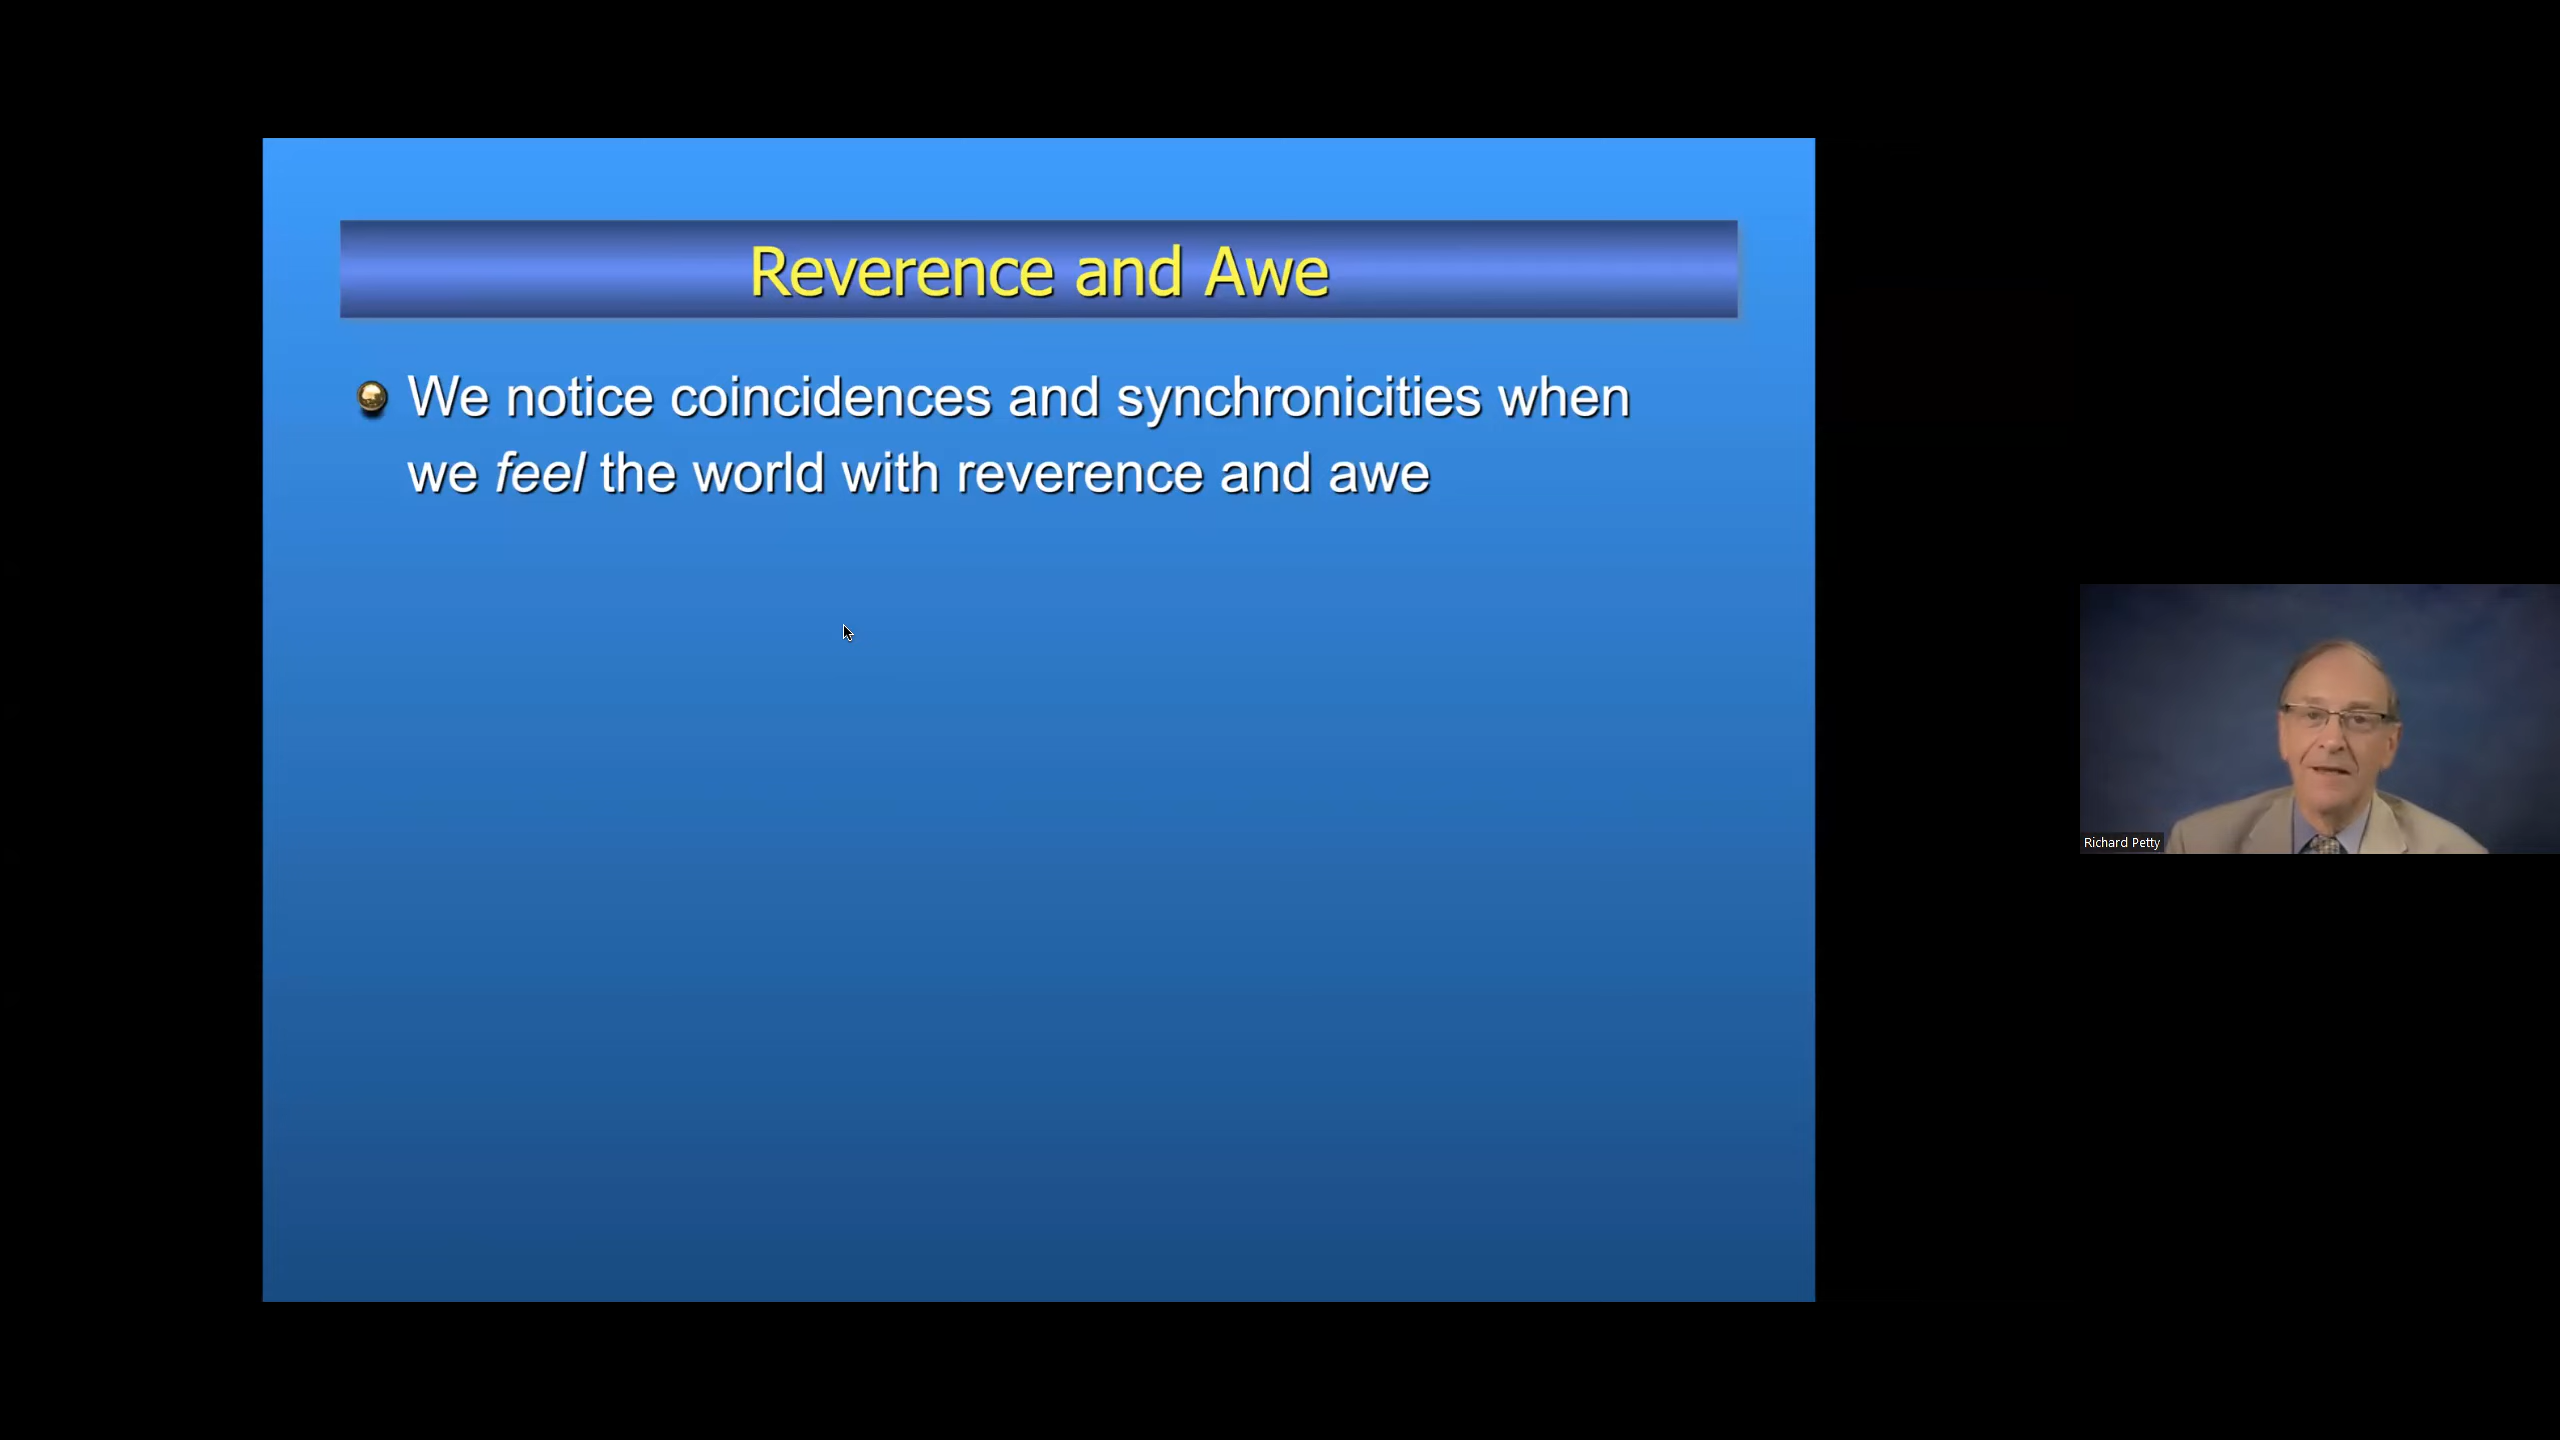 Reverence and Awe
We notice coincidences and synchronicities when
we feel the world with reverence and awe
Richard Petty